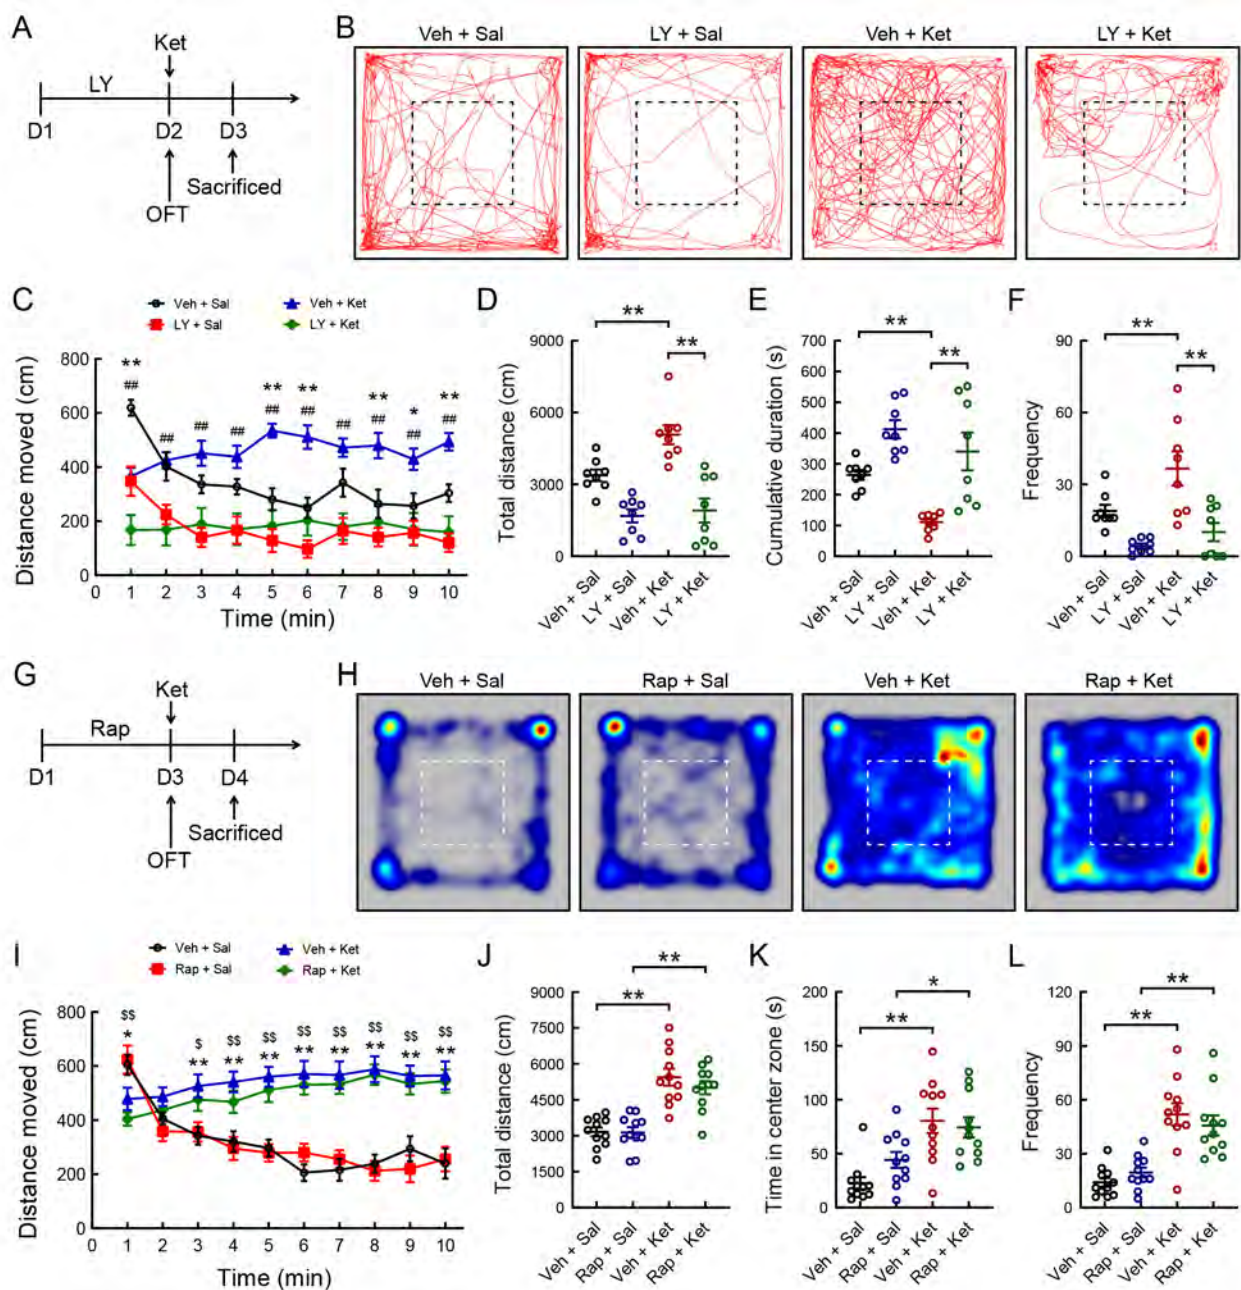 A
Ket
LY
D1 D2 D3
Sacrificed
OFT
B
Veh + Sal LY + Sal Veh + Ket LY + Ket
C
Veh + Sal Veh + Ket
LY + Sal LY + Ket
Distance moved (cm)
800
600
400
200
0
** ## ## ## ## ** ## ** ## ## ** ## * ## ** ##
0 1 2 3 4 5 6 7 8 9 10
Time (min)
D
** **
Total distance (cm)
9000
6000
3000
0
Veh + Sal LY + Sal Veh + Ket LY + Ket
E
** **
Cumulative duration (s)
700
600
500
400
300
200
100
0
Veh + Sal LY + Sal Veh + Ket LY + Ket
F
** **
Frequency
90
60
30
0
Veh + Sal LY + Sal Veh + Ket LY + Ket
G
Ket
Rap
D1 D3 D4
Sacrificed
OFT
H
Veh + Sal Rap + Sal Veh + Ket Rap + Ket
I
Veh + Sal Veh + Ket
Rap + Sal Rap + Ket
Distance moved (cm)
800
600
400
200
0
$$ $ $$ $$ $$ $$ $$ $$ $$
* ** ** ** ** ** ** ** **
0 1 2 3 4 5 6 7 8 9 10
Time (min)
J
** **
Total distance (cm)
9000
7500
6000
4500
3000
1500
0
Veh + Sal Rap + Sal Veh + Ket Rap + Ket
K
* **
Time in center zone (s)
200
150
100
50
0
Veh + Sal Rap + Sal Veh + Ket Rap + Ket
L
** **
Frequency
120
90
60
30
0
Veh + Sal Rap + Sal Veh + Ket Rap + Ket